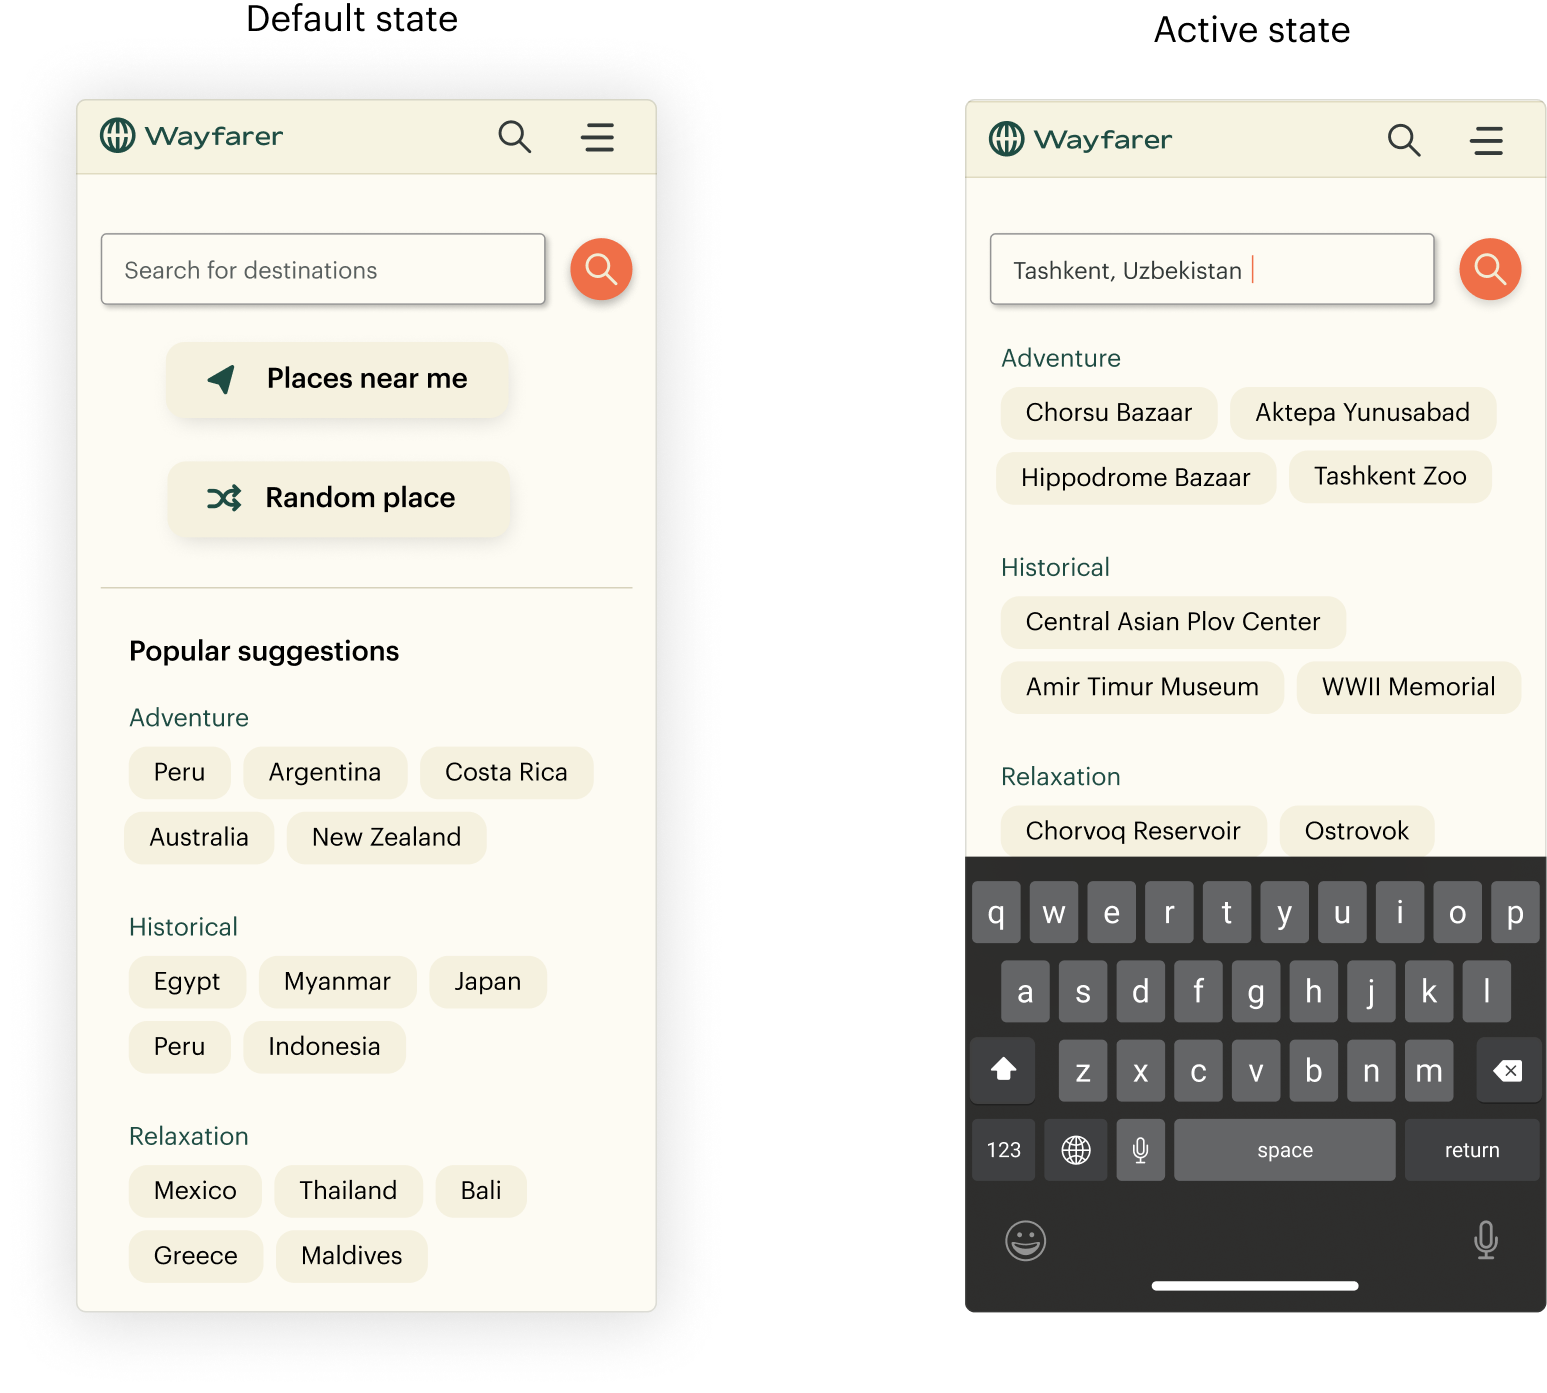 Default state
Wayfarer
Search for destinations
Places near me
Random place
Popular suggestions
Adventure
Peru Argentina Costa Rica
Australia New Zealand
Historical
Egypt Myanmar Japan
Peru Indonesia
Relaxation
Mexico Thailand Bali
Greece Maldives
Active state
Wayfarer
Tashkent, Uzbekistan
Adventure
Chorsu Bazaar Aktepa Yunusabad
Hippodrome Bazaar Tashkent Zoo
Historical
Central Asian Plov Center
Amir Timur Museum WWII Memorial
Relaxation
Chorvoq Reservoir Ostrovok
q w e r t y u i o p
a s d f g h j k l
z x c v b n m
123 space return